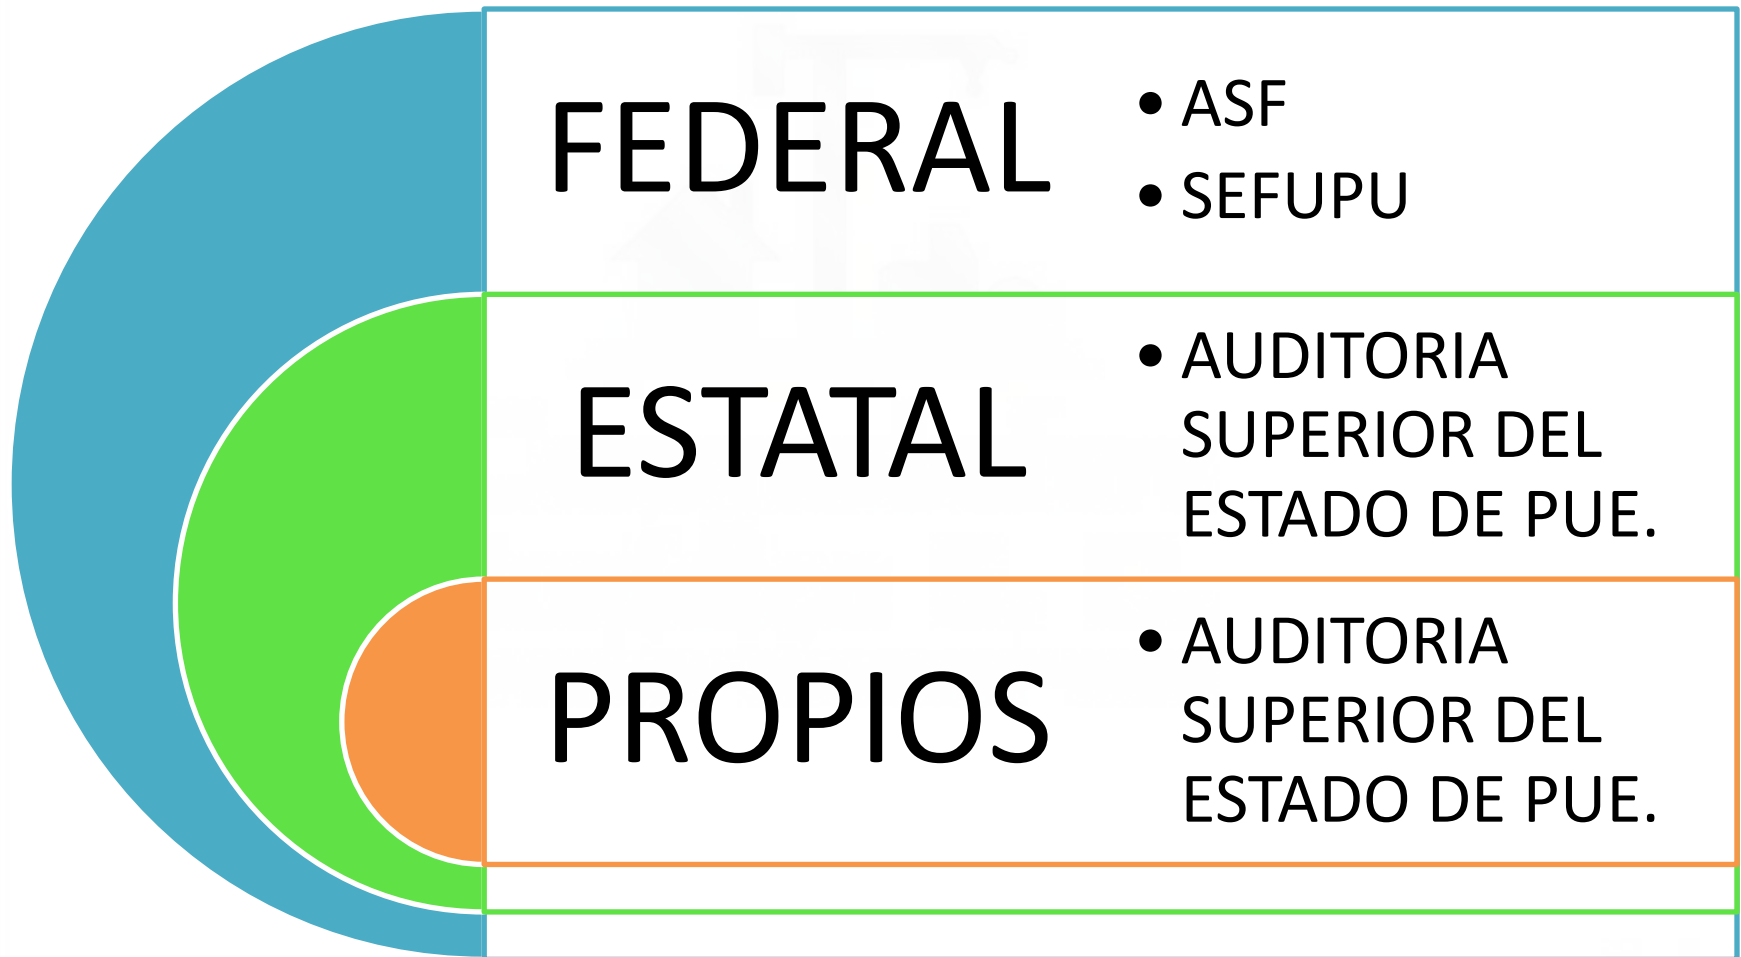 FEDERAL
• ASF
• SEFUPU
ESTATAL
• AUDITORIA
SUPERIOR DEL
ESTADO DE PUE.
PROPIOS
• AUDITORIA
SUPERIOR DEL
ESTADO DE PUE.